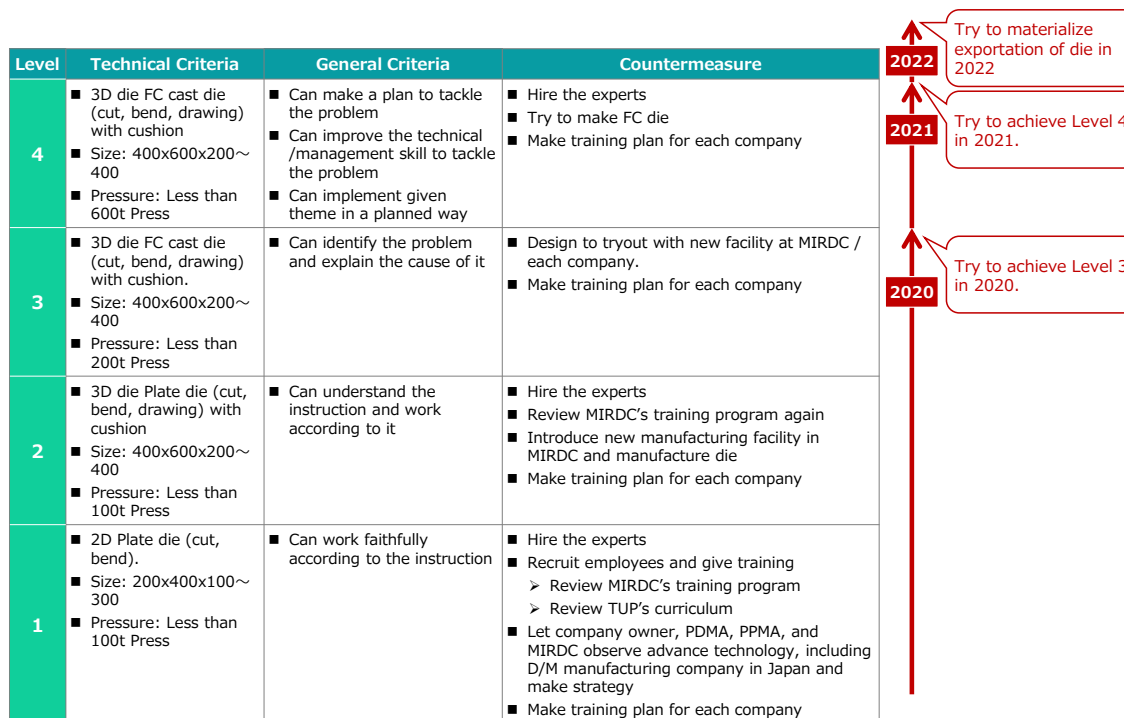 Level Technical Criteria General Criteria Countermeasure
4
■ 3D die FC cast die
(cut, bend, drawing)
with cushion
■ Size: 400x600x200～
400
■ Pressure: Less than
600t Press
■ Can make a plan to tackle
the problem
■ Can improve the technical
/management skill to tackle
the problem
■ Can implement given
theme in a planned way
■ Hire the experts
■ Try to make FC die
■ Make training plan for each company
3
■ 3D die FC cast die
(cut, bend, drawing)
with cushion.
■ Size: 400x600x200～
400
■ Pressure: Less than
200t Press
■ Can identify the problem
and explain the cause of it
■ Design to tryout with new facility at MIRDC /
each company.
■ Make training plan for each company
2
■ 3D die Plate die (cut,
bend, drawing) with
cushion
■ Size: 400x600x200～
400
■ Pressure: Less than
100t Press
■ Can understand the
instruction and work
according to it
■ Hire the experts
■ Review MIRDC's training program again
■ Introduce new manufacturing facility in
MIRDC and manufacture die
■ Make training plan for each company
1
■ 2D Plate die (cut,
bend).
■ Size: 200x400x100～
300
■ Pressure: Less than
100t Press
■ Can work faithfully
according to the instruction
■ Hire the experts
■ Recruit employees and give training
➢ Review MIRDC's training program
➢ Review TUP's curriculum
■ Let company owner, PDMA, PPMA, and
MIRDC observe advance technology, including
D/M manufacturing company in Japan and
make strategy
■ Make training plan for each company
2022
Try to materialize
exportation of die in
2022
2021
Try to achieve Level 4
in 2021.
2020
Try to achieve Level 3
in 2020.